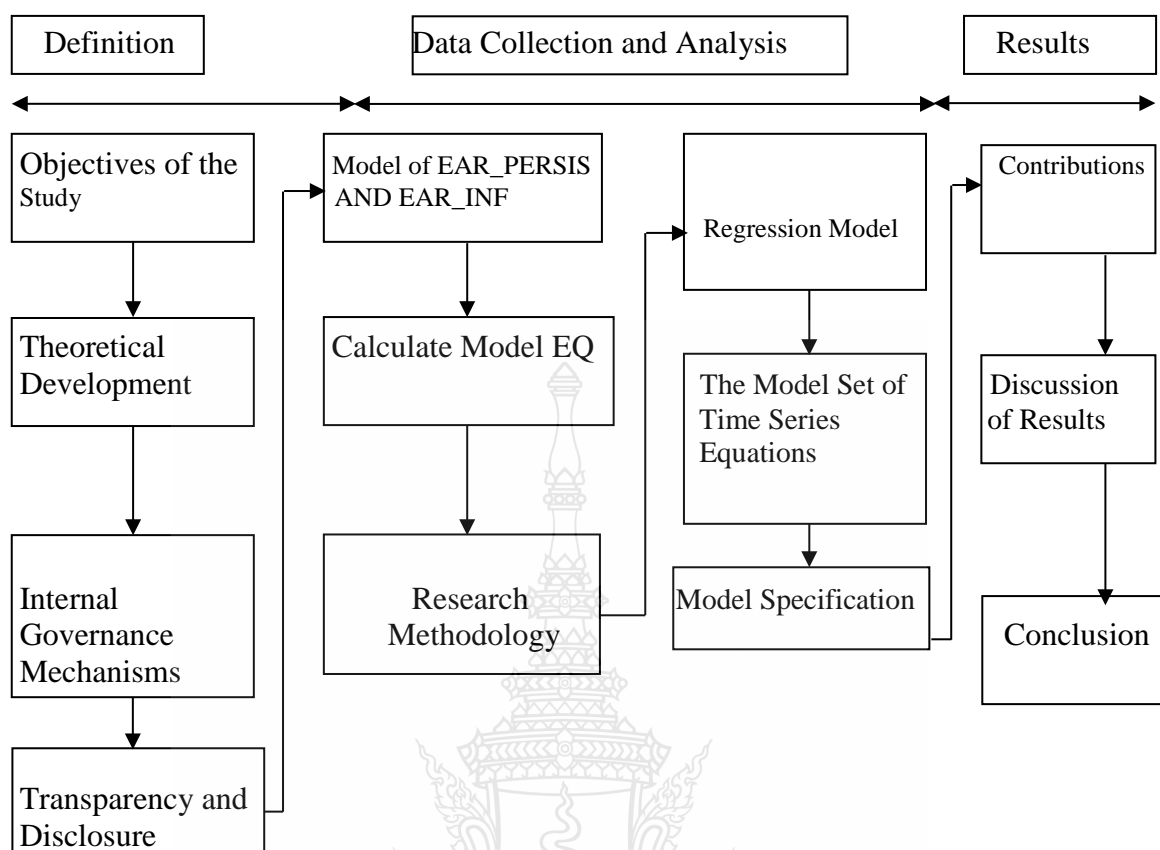 Definition
Data Collection and Analysis
Results
Objectives of the
Study
Theoretical
Development
Internal
Governance
Mechanisms
Transparency and
Disclosure
Model of EAR_PERSIS
AND EAR_INF
Calculate Model EQ
Research
Methodology
Regression Model
The Model Set of
Time Series
Equations
Model Specification
Contributions
Discussion
of Results
Conclusion